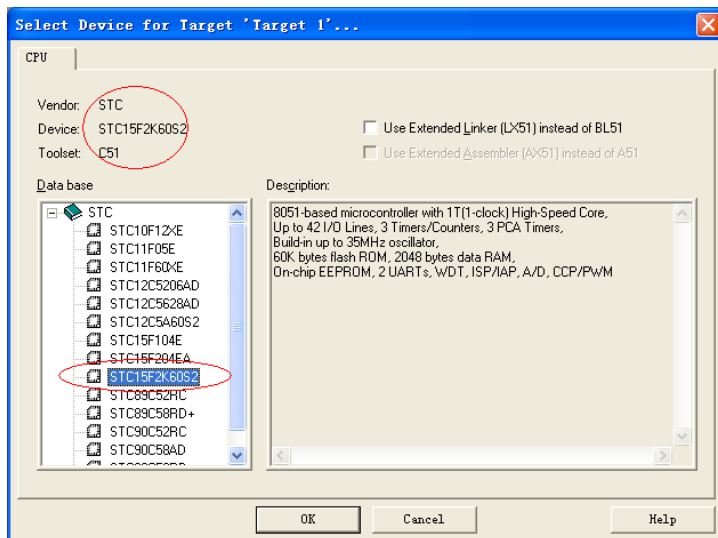 Select Device for Target 'Target 1'...
CPU
Vendor: STC
Device: STC15F2K60S2
Toolset: C51
Use Extended Linker (LX51) instead of BL51
Use Extended Assembler (AX51) instead of A51
Data base
Description:
STC
STC10F12XE
STC11F05E
STC11F60XE
STC12C5206AD
STC12C5628AD
STC12C5A60S2
STC15F104E
STC15F204EA
STC15F2K60S2
STC89C52RC
STC89C58RD+
STC90C52RC
STC90C58AD
8051-based microcontroller with 1T(1-clock) High-Speed Core,
Up to 42 I/O Lines, 3 Timers/Counters, 3 PCA Timers,
Build-in up to 35MHz oscillator,
60K bytes flash ROM, 2048 bytes data RAM,
On-chip EEPROM, 2 UARTs, WDT, ISP/IAP, A/D, CCP/PWM
OK
Cancel
Help